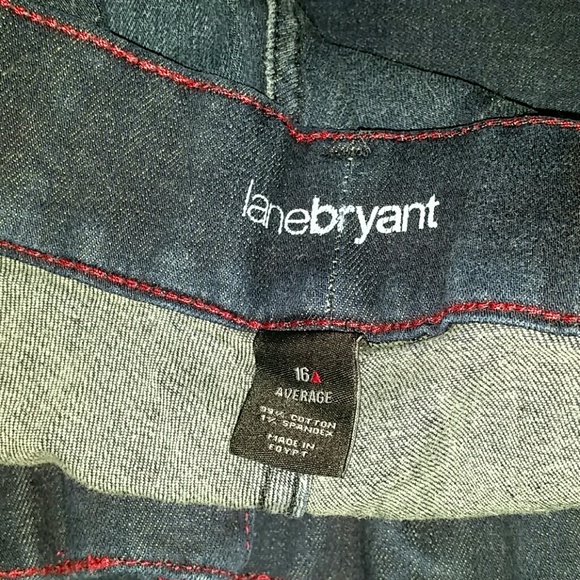 lanebryant
16
AVERAGE
99% COTTON
1% SPANDEX
MADE IN
EGYPT